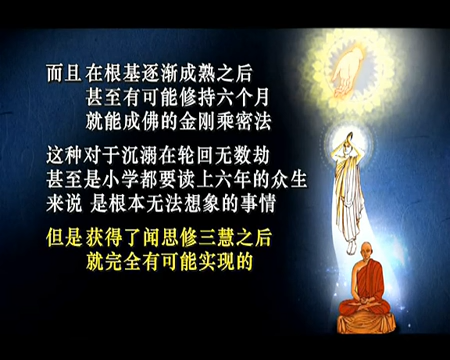 而且 在根基逐渐成熟之后
甚至有可能修持六个月
就能成佛的金刚乘密法
这种对于沉溺在轮回无数劫
甚至是小学都要读上六年的众生
来说 是根本无法想象的事情
但是 获得了闻思修三慧之后
就完全有可能实现的